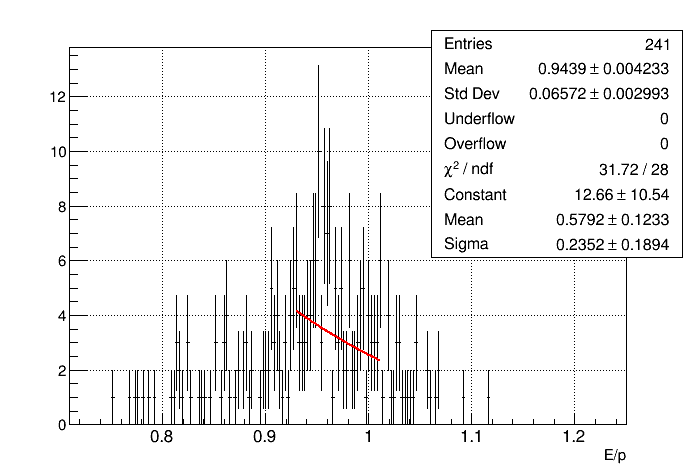 Entries 241
Mean 0.9439 ± 0.004233
Std Dev 0.06572 ± 0.002993
Underflow 0
Overflow 0
χ² / ndf 31.72 / 28
Constant 12.66 ± 10.54
Mean 0.5792 ± 0.1233
Sigma 0.2352 ± 0.1894
12
10
8
6
4
2
0
0.8 0.9 1 1.1 1.2
E/p